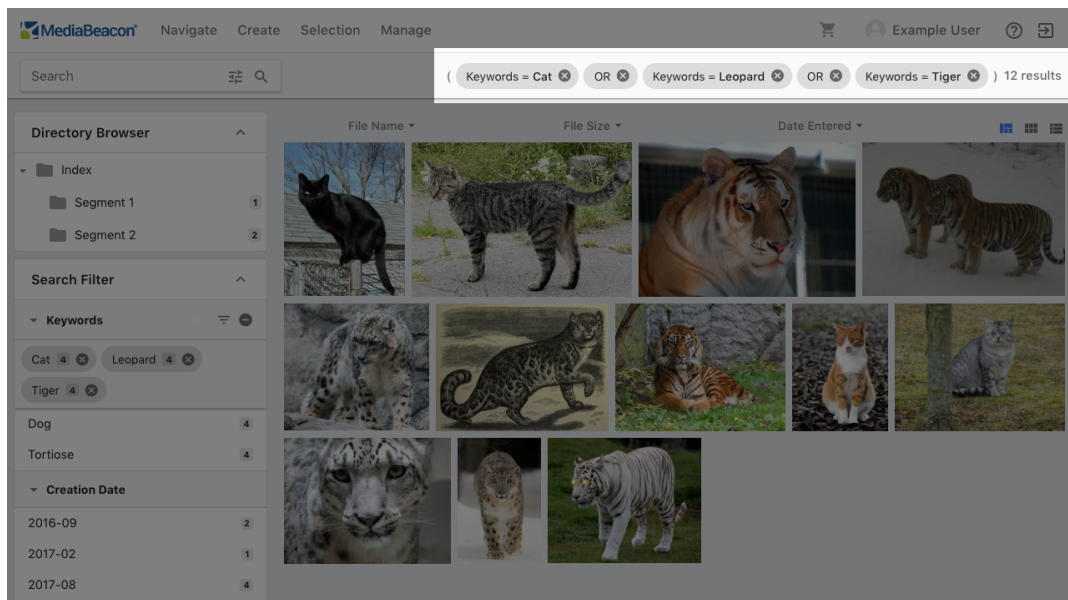 MediaBeacon Navigate Create Selection Manage Example User
Search
( Keywords = Cat OR Keywords = Leopard OR Keywords = Tiger ) 12 results
Directory Browser
Index
Segment 1 1
Segment 2 2
Search Filter
Keywords
Cat 4 Leopard 4
Tiger 4
Dog 4
Tortiose 4
Creation Date
2016-09 2
2017-02 1
2017-08 4
File Name File Size Date Entered